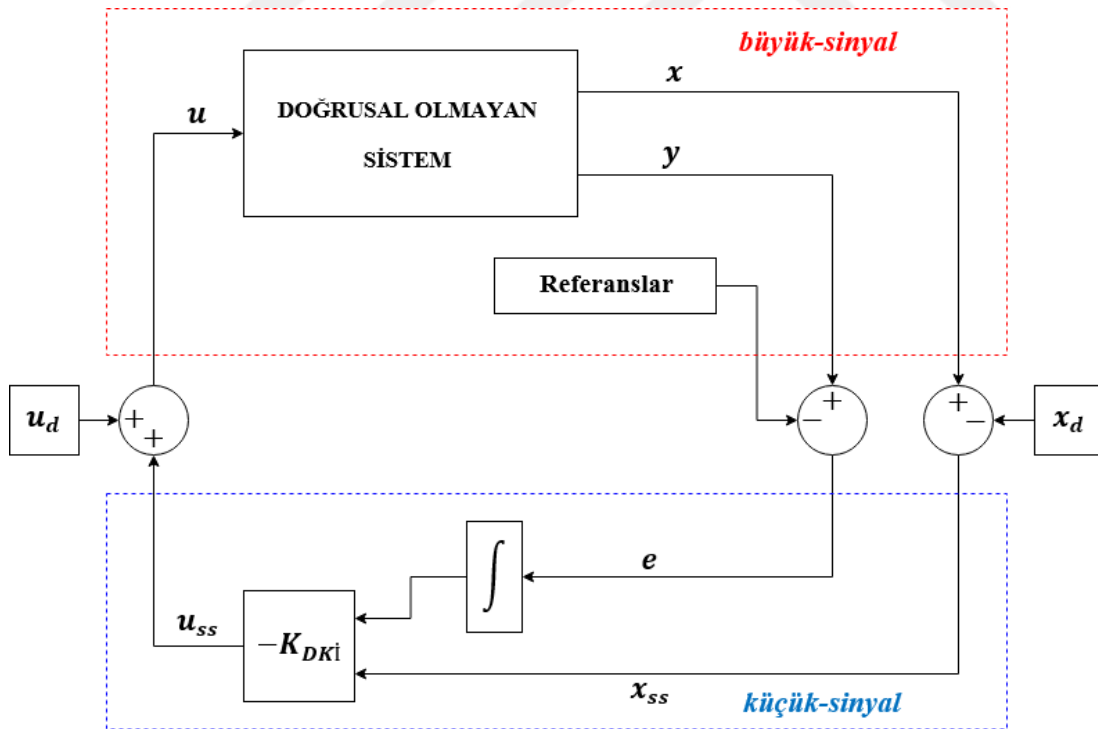 büyük-sinyal
x
u
DOĞRUSAL OLMAYAN
SİSTEM
y
Referanslar
u_d
+
+
−
+
+
−
x_d
∫
e
u_ss
−K_DKİ
x_ss
küçük-sinyal